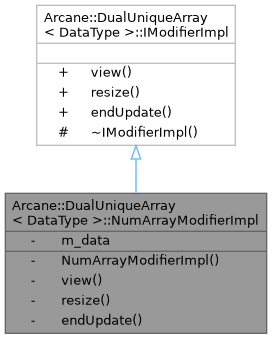 Arcane::DualUniqueArray
< DataType >::IModifierImpl
+ view()
+ resize()
+ endUpdate()
# ~IModifierImpl()
Arcane::DualUniqueArray
< DataType >::NumArrayModifierImpl
- m_data
- NumArrayModifierImpl()
- view()
- resize()
- endUpdate()